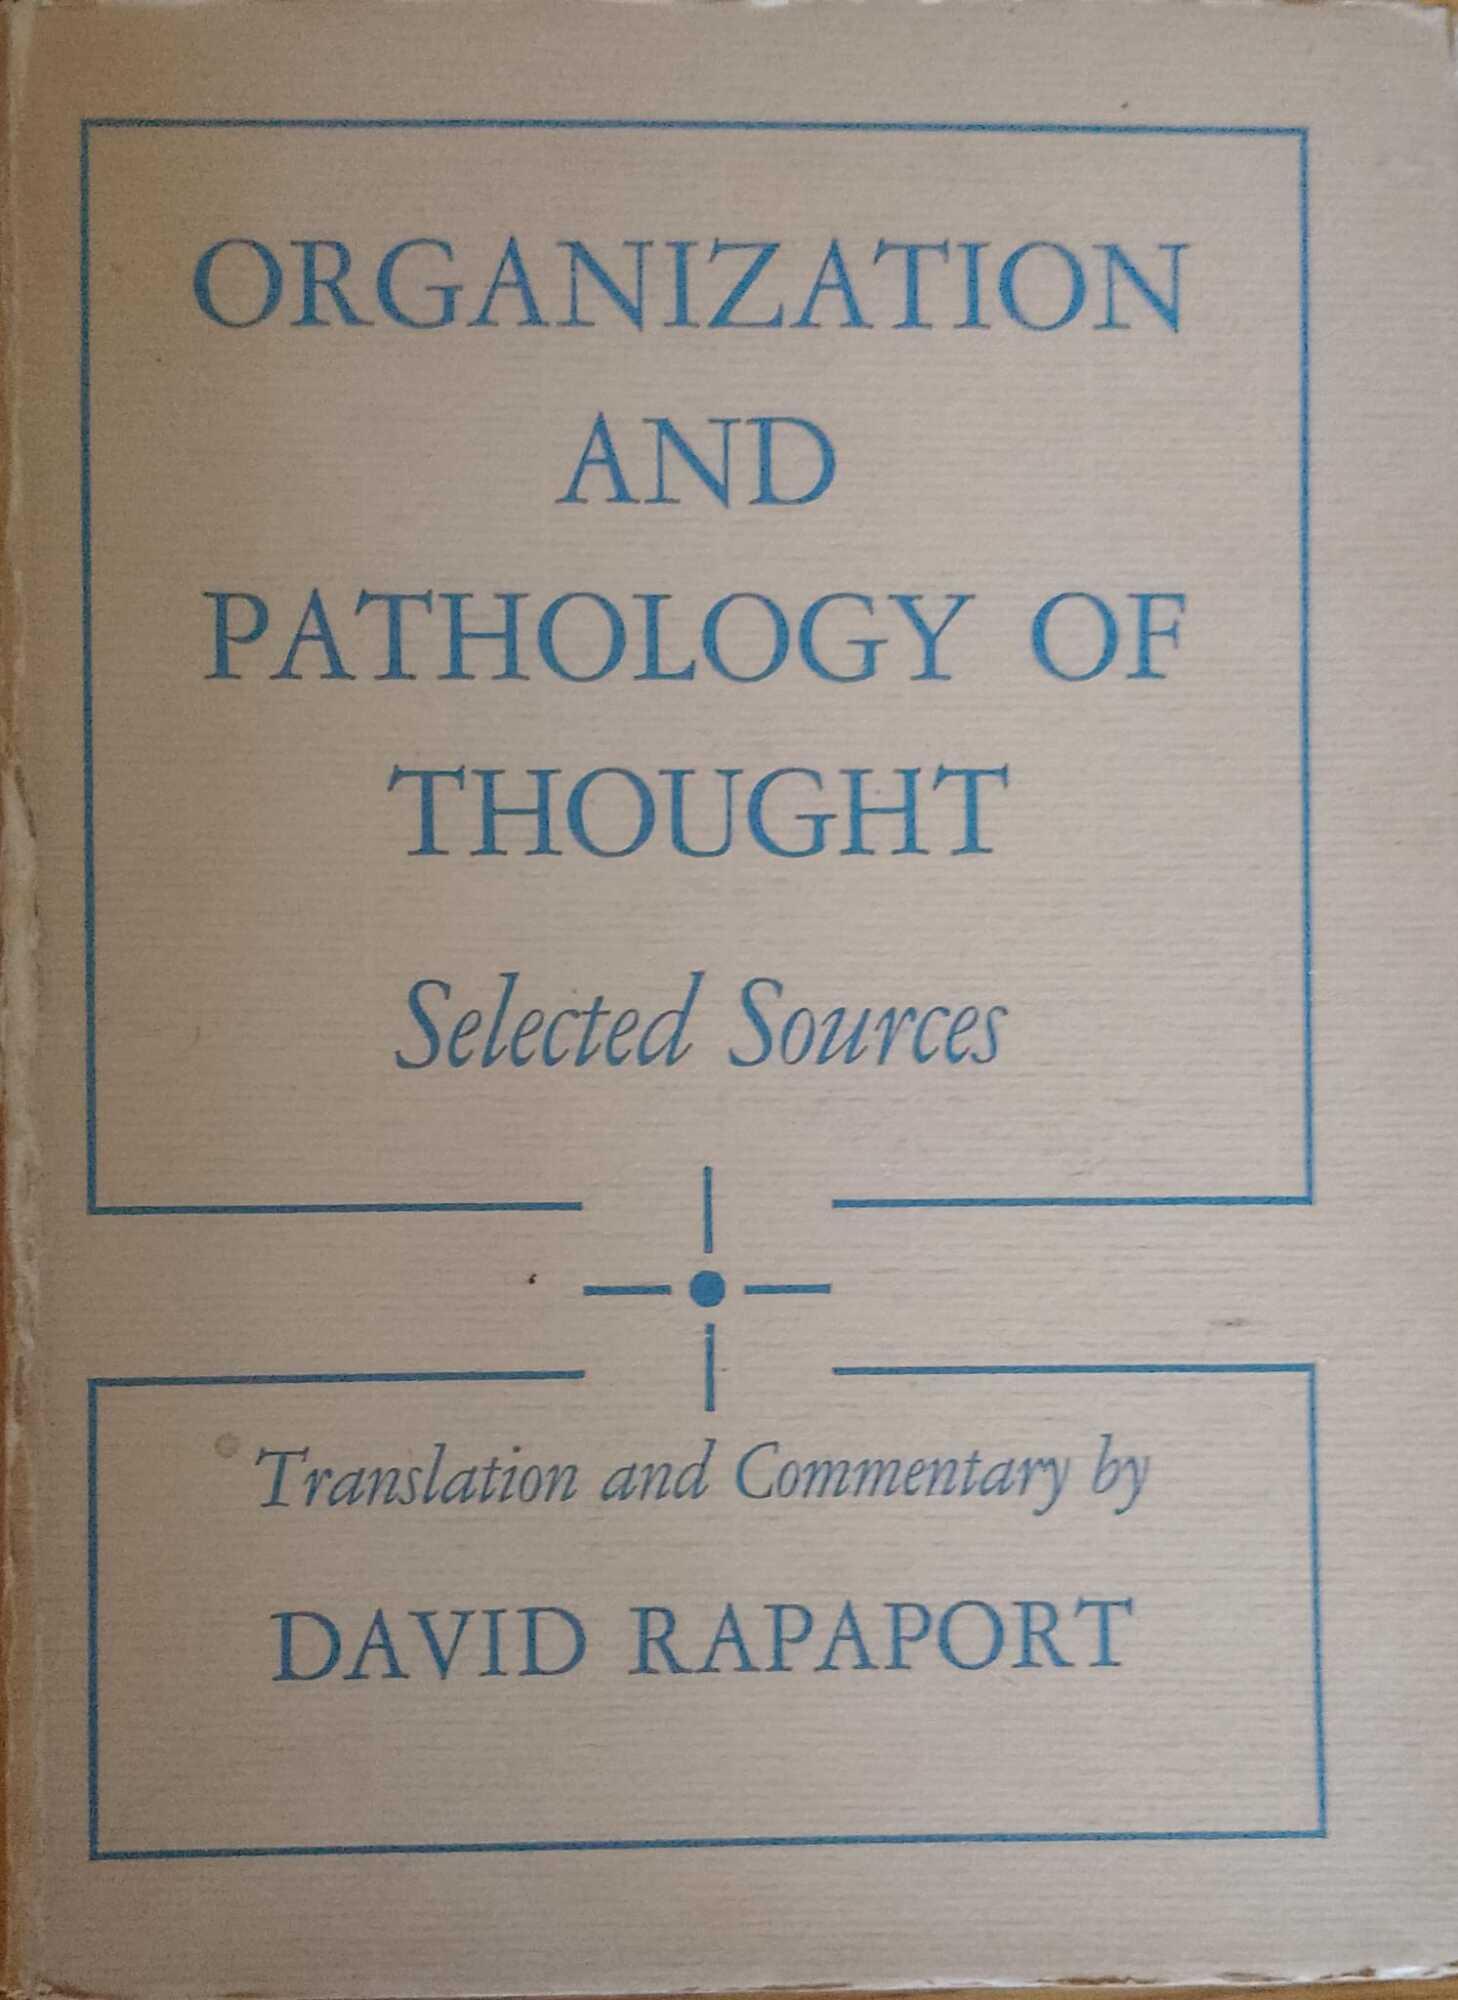 ORGANIZATION
AND
PATHOLOGY OF
THOUGHT
Selected Sources
Translation and Commentary by
DAVID RAPAPORT